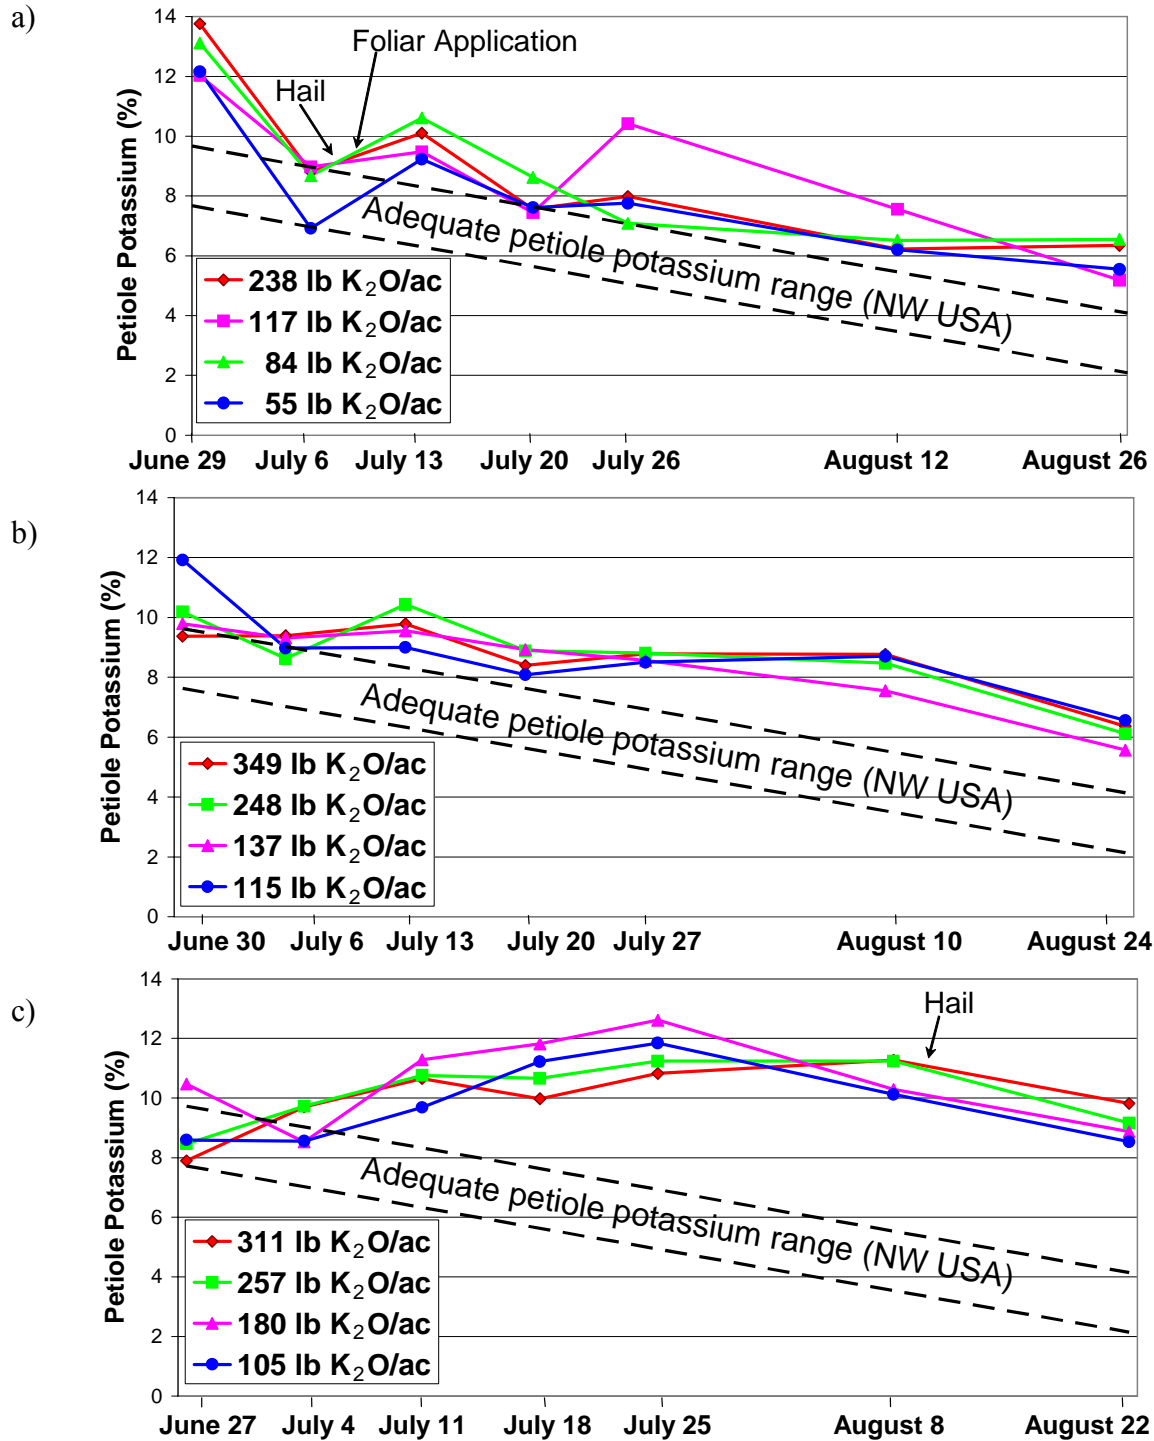 a)
Petiole Potassium (%)
14
12
10
8
6
4
2
0
Foliar Application
Hail
Adequate petiole potassium range (NW USA)
238 lb K₂O/ac
117 lb K₂O/ac
84 lb K₂O/ac
55 lb K₂O/ac
June 29 July 6 July 13 July 20 July 26 August 12 August 26
b)
Petiole Potassium (%)
14
12
10
8
6
4
2
0
Adequate petiole potassium range (NW USA)
349 lb K₂O/ac
248 lb K₂O/ac
137 lb K₂O/ac
115 lb K₂O/ac
June 30 July 6 July 13 July 20 July 27 August 10 August 24
c)
Petiole Potassium (%)
14
12
10
8
6
4
2
0
Hail
Adequate petiole potassium range (NW USA)
311 lb K₂O/ac
257 lb K₂O/ac
180 lb K₂O/ac
105 lb K₂O/ac
June 27 July 4 July 11 July 18 July 25 August 8 August 22